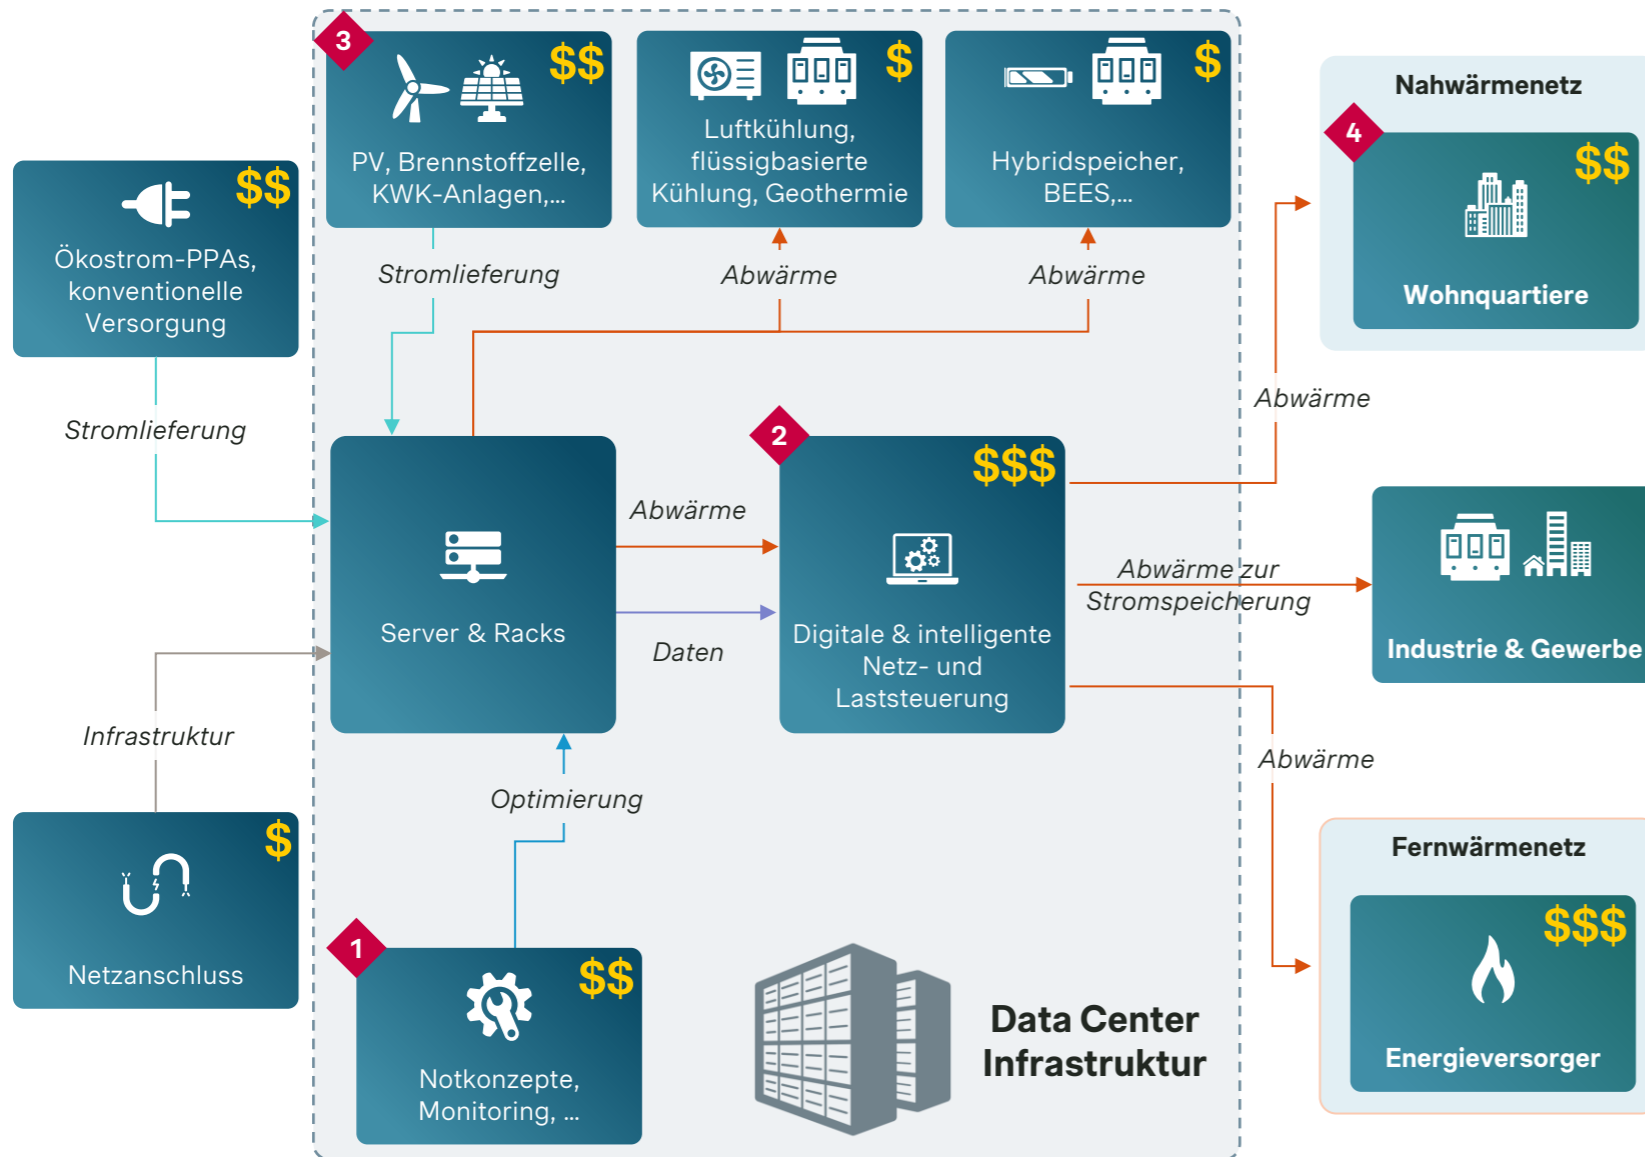 3
$$
PV, Brennstoffzelle,
KWK-Anlagen,...
$
Luftkühlung,
flüssigbasierte
Kühlung, Geothermie
$
Hybridspeicher,
BEES,...
Nahwärmenetz
4
$$
Wohnquartiere
$$
Ökostrom-PPAs,
konventionelle
Versorgung
Stromlieferung
Abwärme
Abwärme
Abwärme
Stromlieferung
2
$$$
Digitale & intelligente
Netz- und
Laststeuerung
Server & Racks
Abwärme
Daten
Abwärme zur
Stromspeicherung
Industrie & Gewerbe
Infrastruktur
Optimierung
Abwärme
$
Netzanschluss
1
$$
Notkonzepte,
Monitoring, ...
Data Center
Infrastruktur
Fernwärmenetz
$$$
Energieversorger